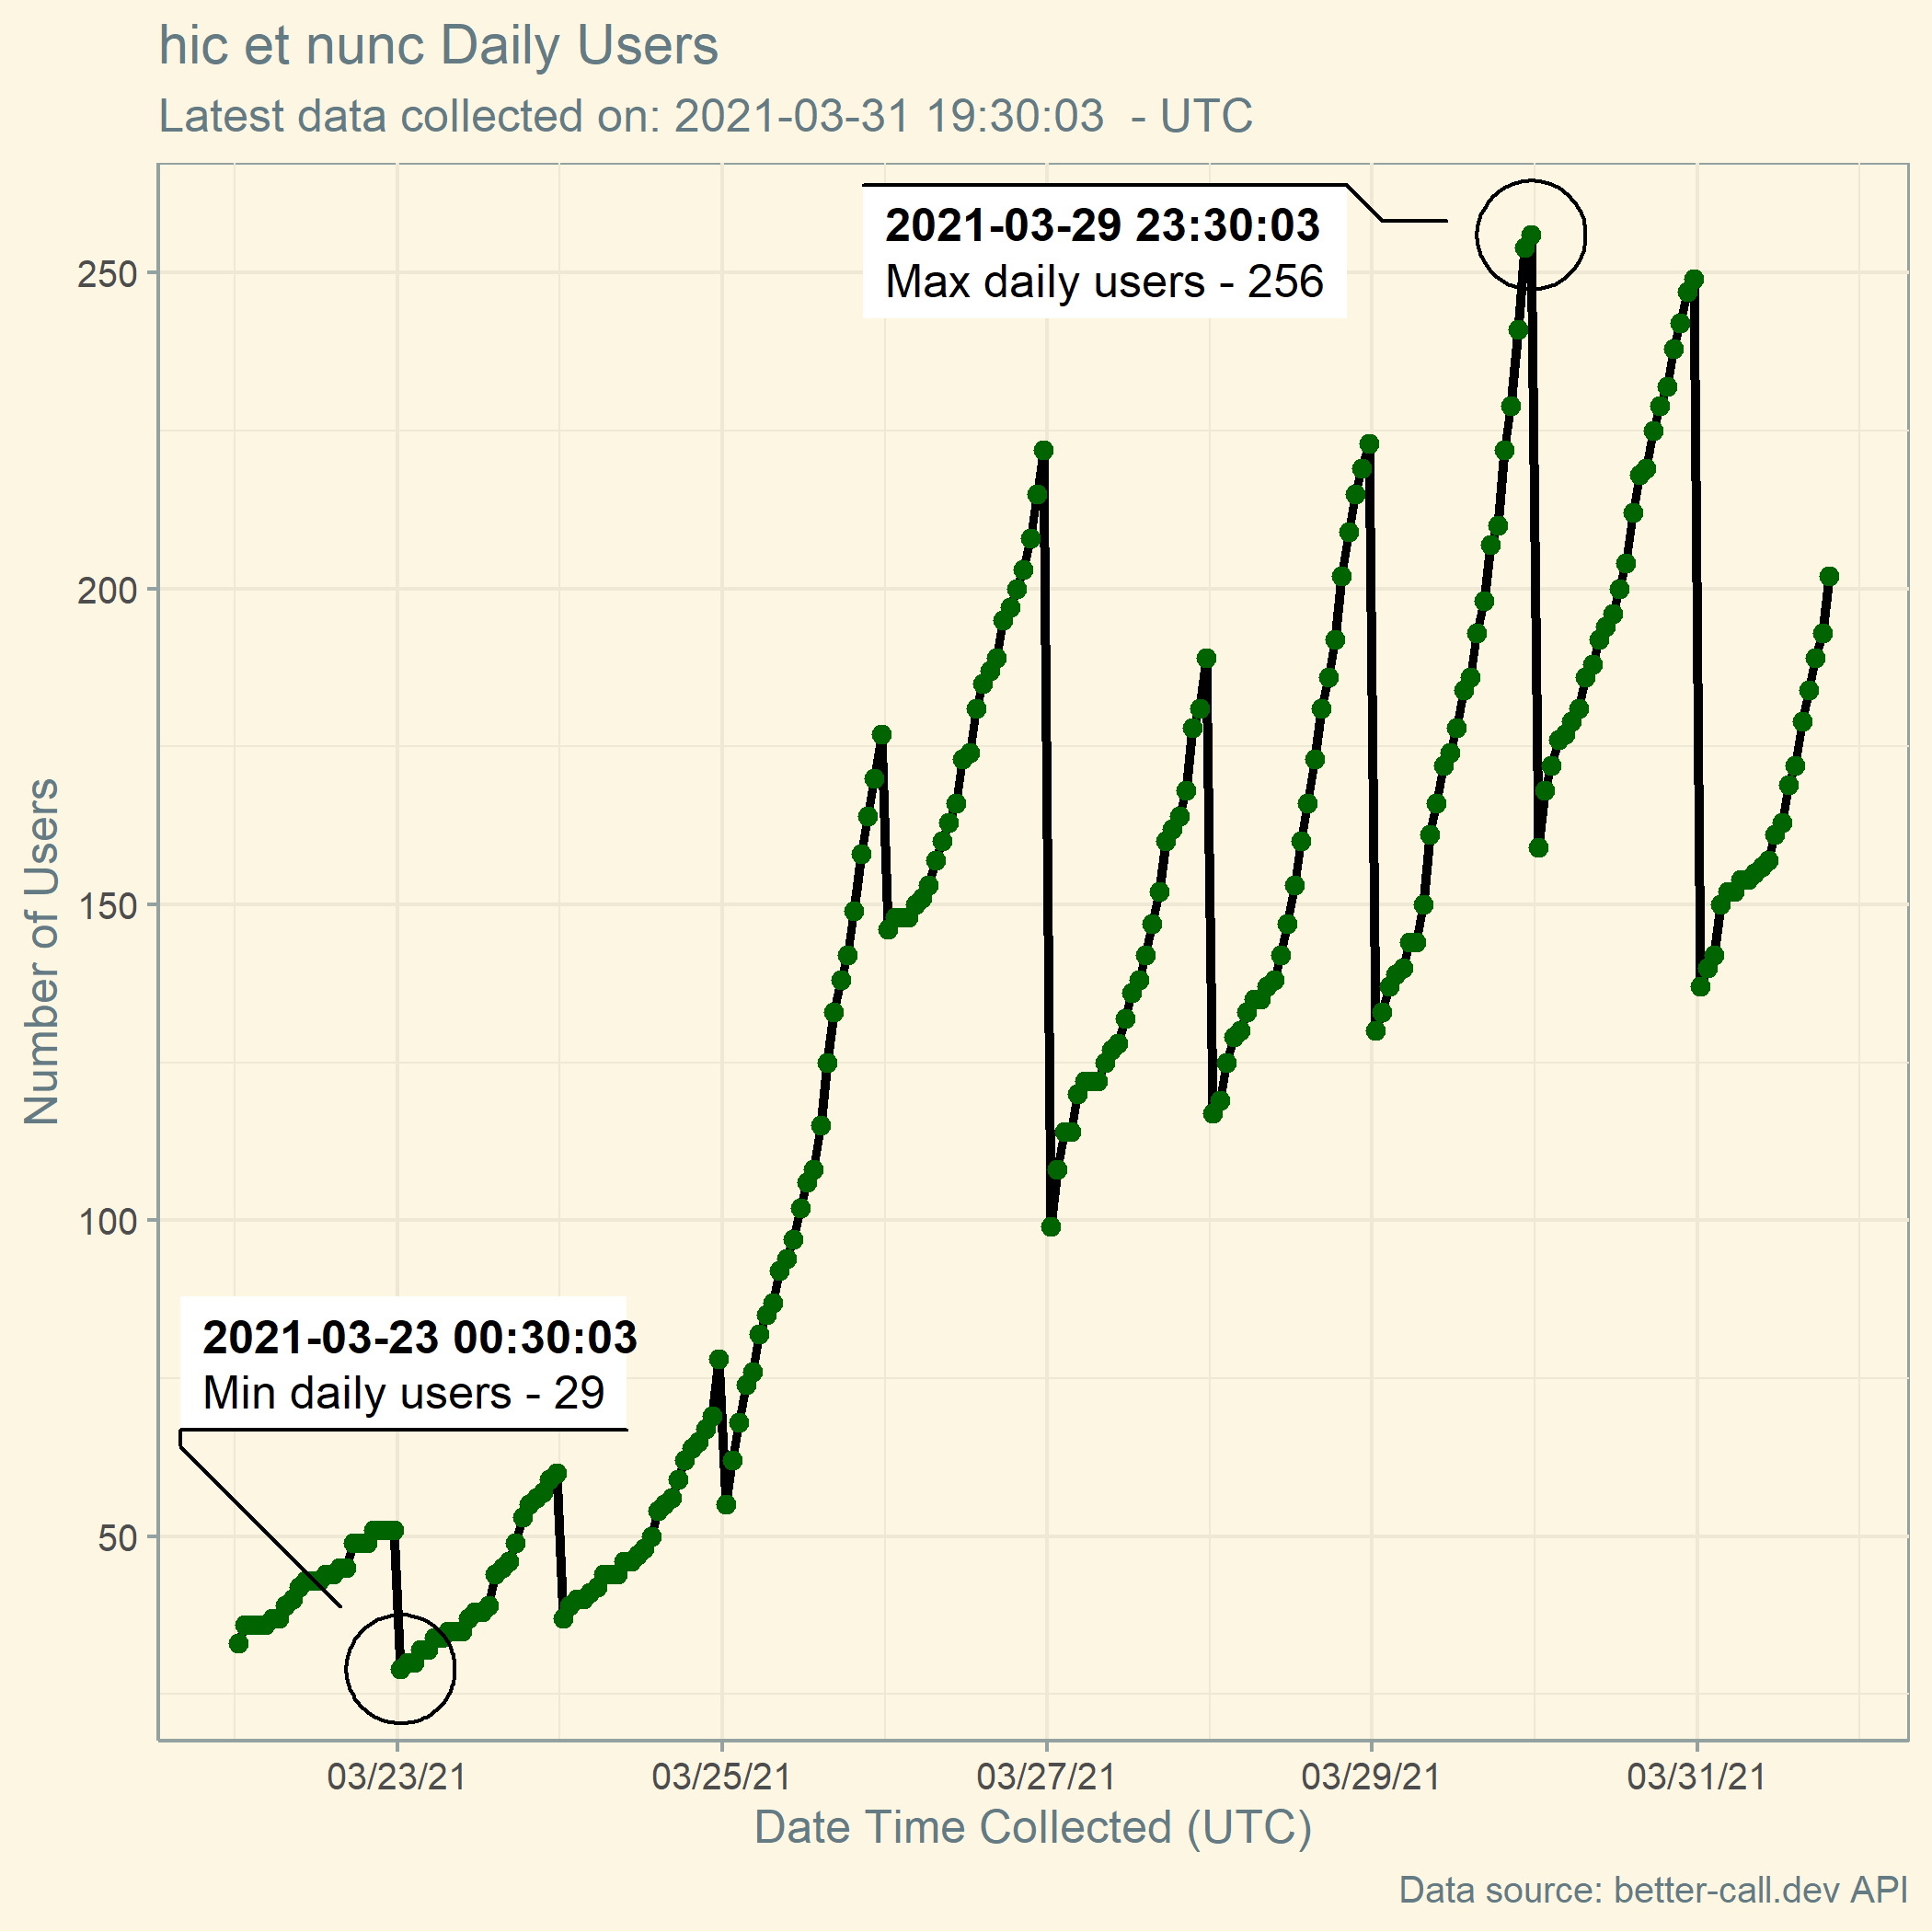 hic et nunc Daily Users
Latest data collected on: 2021-03-31 19:30:03  - UTC
2021-03-29 23:30:03
Max daily users - 256
250
200
150
100
50
Number of Users
2021-03-23 00:30:03
Min daily users - 29
03/23/21
03/25/21
03/27/21
03/29/21
03/31/21
Date Time Collected (UTC)
Data source: better-call.dev API